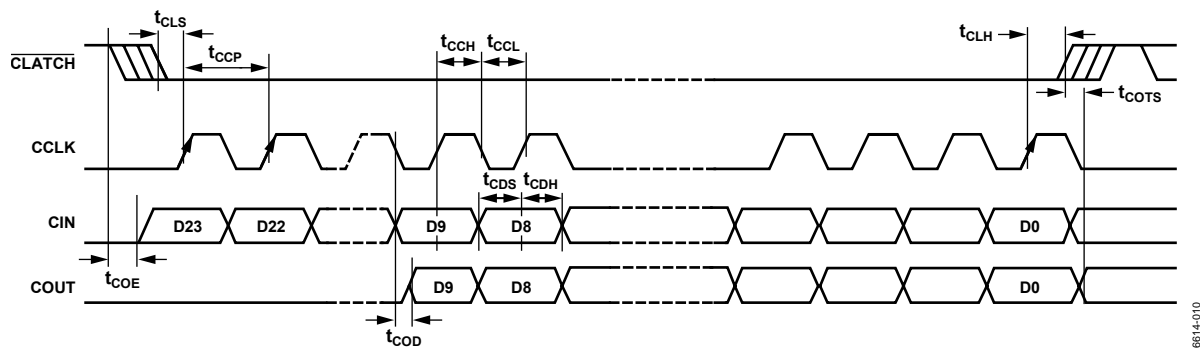 tCLS
tCCP
tCCH
tCCL
tCLH
CLATCH
tCOTS
CCLK
tCDS
tCDH
CIN
D23
D22
D9
D8
D0
tCOE
COUT
D9
D8
D0
tCOD
6614-010